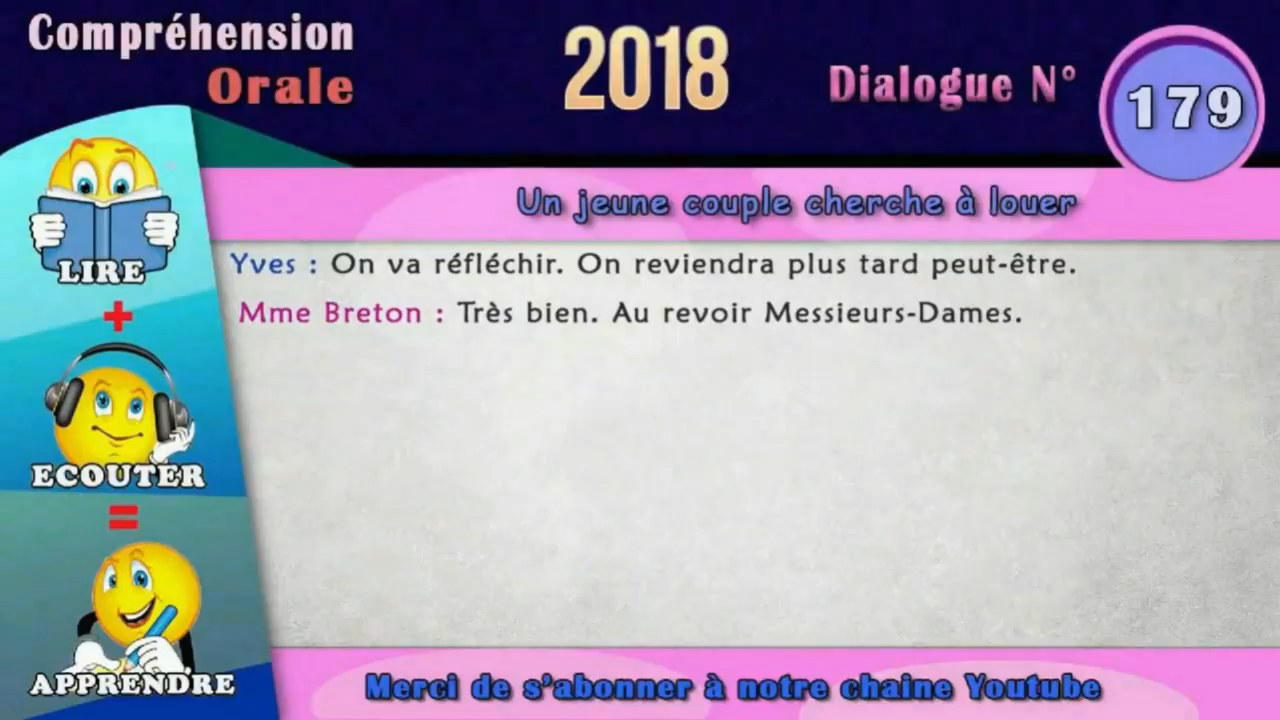 Compréhension
Orale
2018
Dialogue N°
179
Un jeune couple cherche à louer
Yves : On va réfléchir. On reviendra plus tard peut-être.
Mme Breton : Très bien. Au revoir Messieurs-Dames.
LIRE
+
ECOUTER
=
APPRENDRE
Merci de s'abonner à notre chaine Youtube